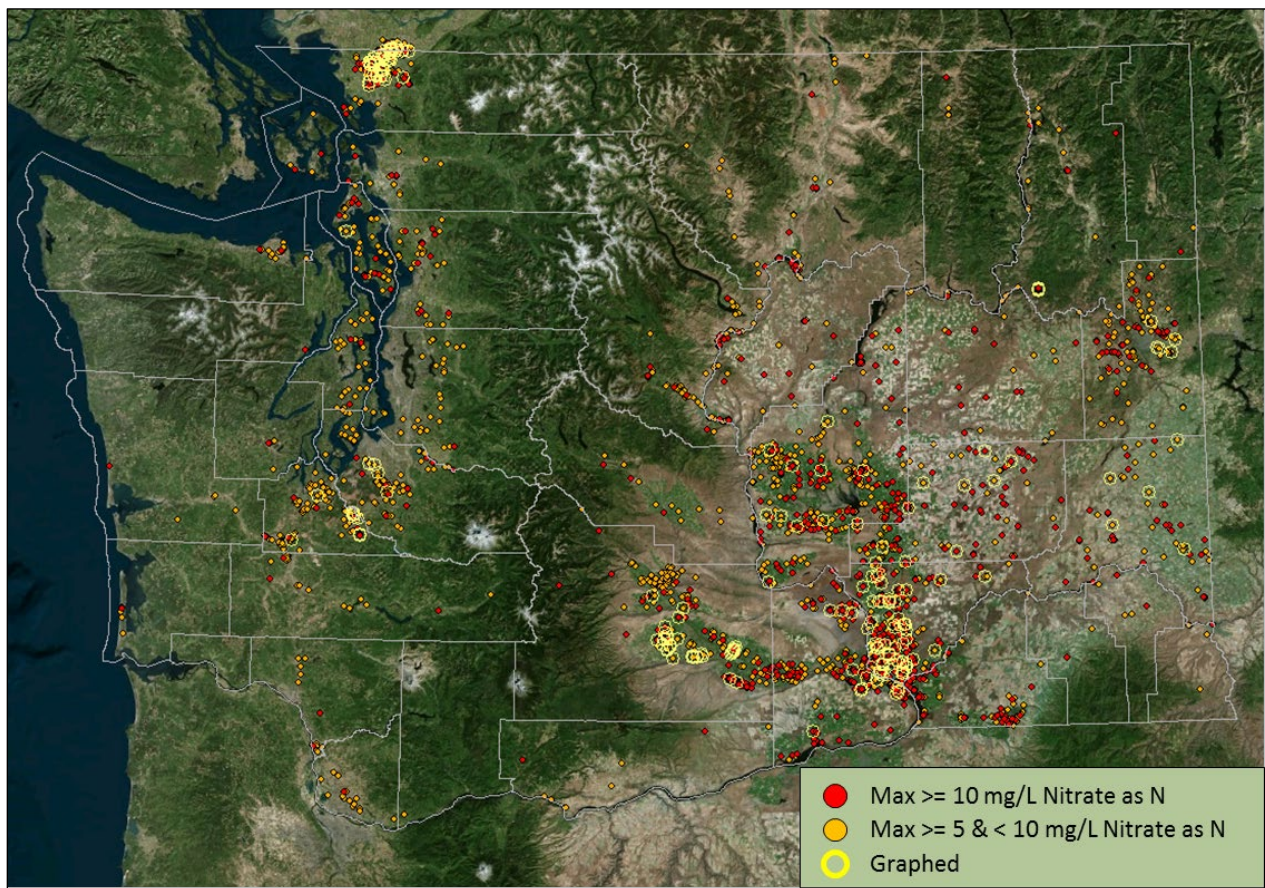 Max >= 10 mg/L Nitrate as N
Max >= 5 & < 10 mg/L Nitrate as N
Graphed